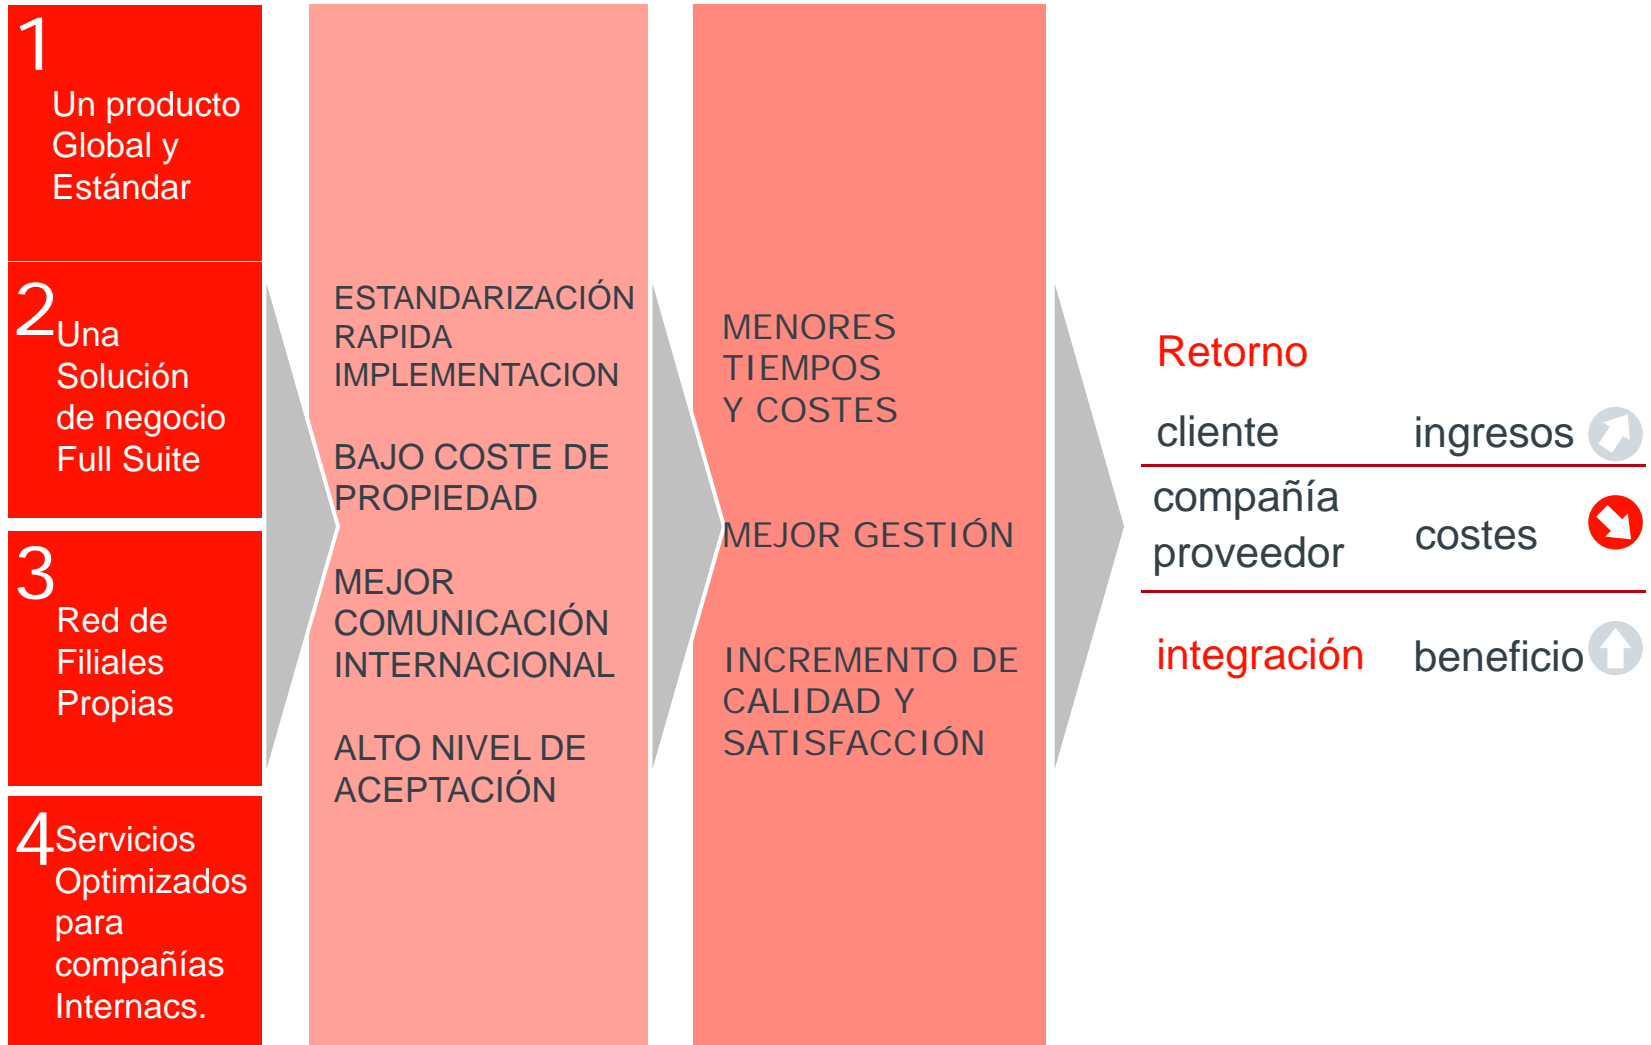 1
Un producto
Global y
Estándar
2
Una
Solución
de negocio
Full Suite
3
Red de
Filiales
Propias
4
Servicios
Optimizados
para
compañías
Internacs.
ESTANDARIZACIÓN
RAPIDA
IMPLEMENTACION
BAJO COSTE DE
PROPIEDAD
MEJOR
COMUNICACIÓN
INTERNACIONAL
ALTO NIVEL DE
ACEPTACIÓN
MENORES
TIEMPOS
Y COSTES
MEJOR GESTIÓN
INCREMENTO DE
CALIDAD Y
SATISFACCIÓN
Retorno
cliente ingresos
compañía
proveedor costes
integración beneficio